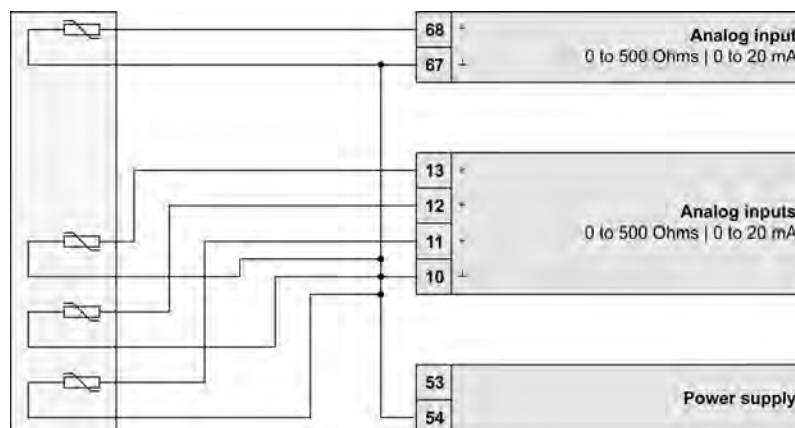 68 + Analog input
67 ⊥ 0 to 500 Ohms | 0 to 20 mA
13 +
12 + Analog inputs
11 + 0 to 500 Ohms | 0 to 20 mA
10 ⊥
53
54 Power supply